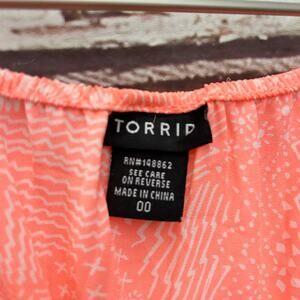 TORRID
RN#148862
SEE CARE
ON REVERSE
MADE IN CHINA
00